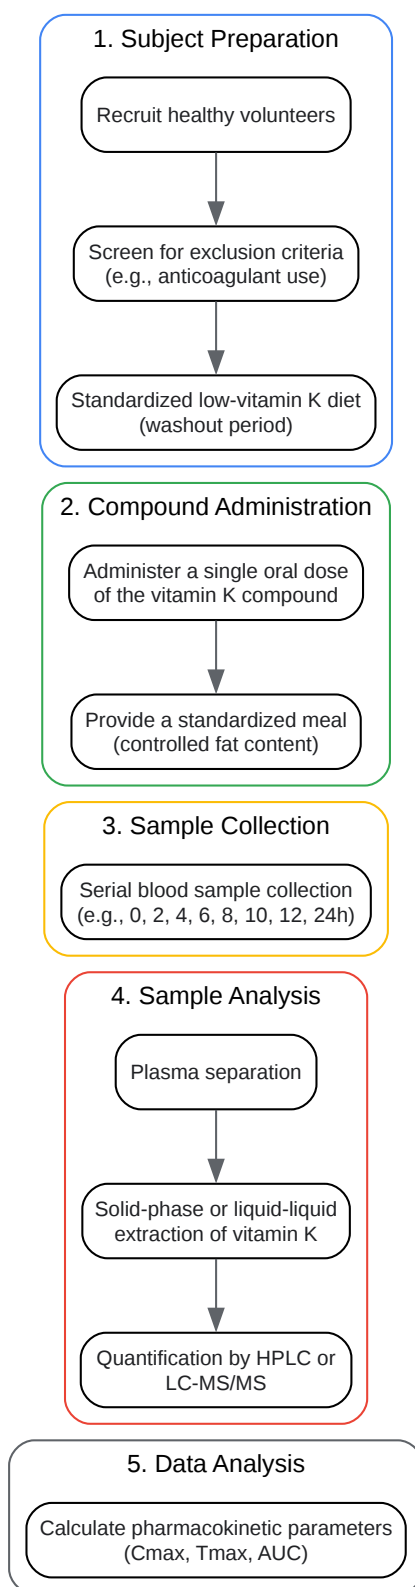 1. Subject Preparation
Recruit healthy volunteers
Screen for exclusion criteria
(e.g., anticoagulant use)
Standardized low-vitamin K diet
(washout period)
2. Compound Administration
Administer a single oral dose
of the vitamin K compound
Provide a standardized meal
(controlled fat content)
3. Sample Collection
Serial blood sample collection
(e.g., 0, 2, 4, 6, 8, 10, 12, 24h)
4. Sample Analysis
Plasma separation
Solid-phase or liquid-liquid
extraction of vitamin K
Quantification by HPLC or
LC-MS/MS
5. Data Analysis
Calculate pharmacokinetic parameters
(Cmax, Tmax, AUC)